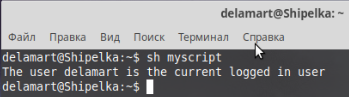 delamart@Shipelka: ~
Файл Правка Вид Поиск Терминал Справка
delamart@Shipelka:~$ sh myscript
The user delamart is the current logged in user
delamart@Shipelka:~$